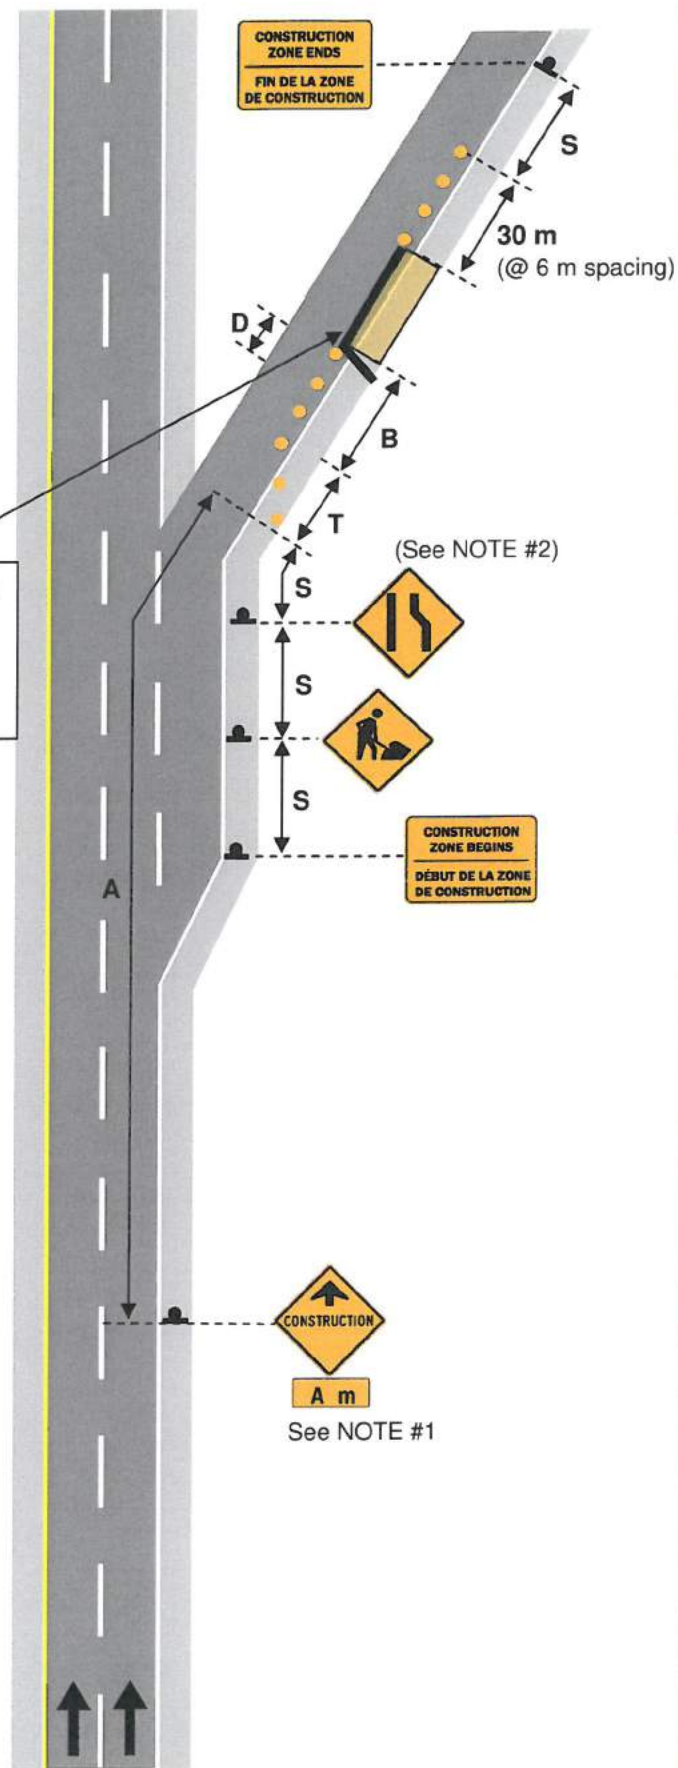 CONSTRUCTION
ZONE ENDS
FIN DE LA ZONE
DE CONSTRUCTION
S
30 m
(@ 6 m spacing)
D
B
T
(See NOTE #2)
S
S
S
CONSTRUCTION
ZONE BEGINS
DÉBUT DE LA ZONE
DE CONSTRUCTION
A
CONSTRUCTION
A m
See NOTE #1